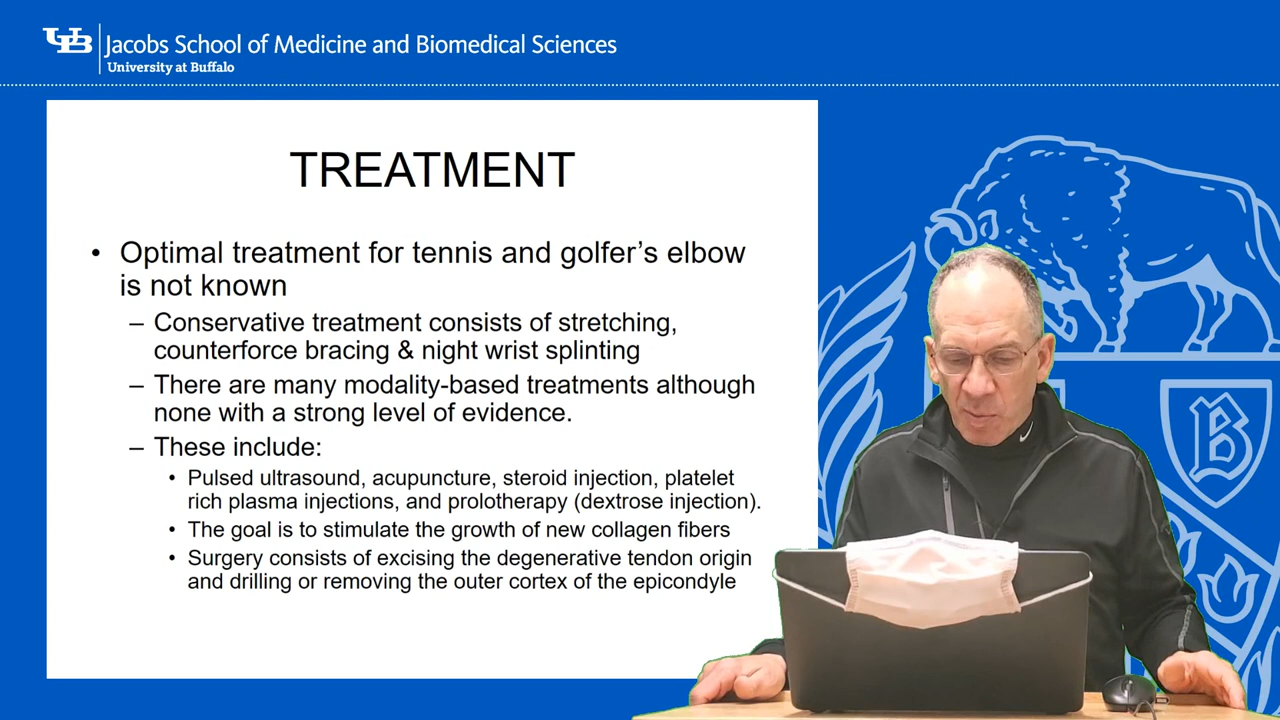 UB
Jacobs School of Medicine and Biomedical Sciences
University at Buffalo
TREATMENT
• Optimal treatment for tennis and golfer's elbow
is not known
– Conservative treatment consists of stretching,
counterforce bracing & night wrist splinting
– There are many modality-based treatments although
none with a strong level of evidence.
– These include:
• Pulsed ultrasound, acupuncture, steroid injection, platelet
rich plasma injections, and prolotherapy (dextrose injection).
• The goal is to stimulate the growth of new collagen fibers
• Surgery consists of excising the degenerative tendon origin
and drilling or removing the outer cortex of the epicondyle
B